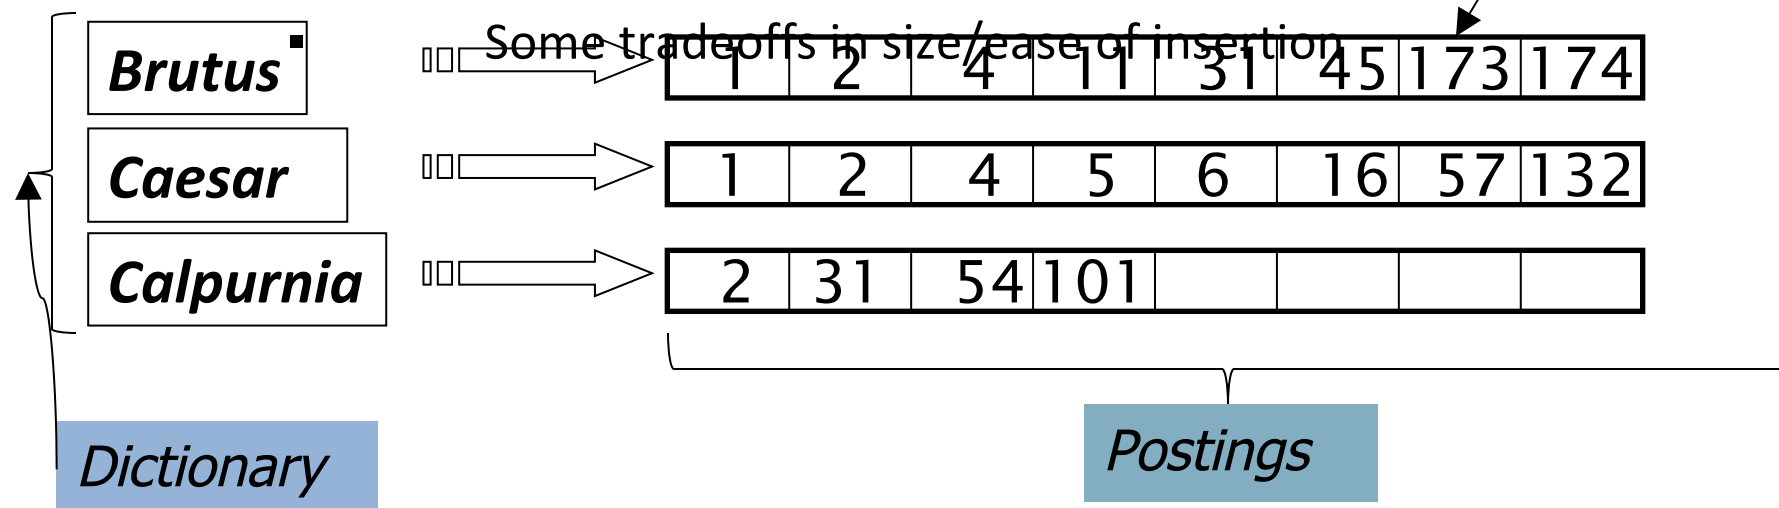 Some tradeoffs in size/ease of insertion
Brutus 1 2 4 11 31 45 173 174
Caesar 1 2 4 5 6 16 57 132
Calpurnia 2 31 54 101
Dictionary
Postings